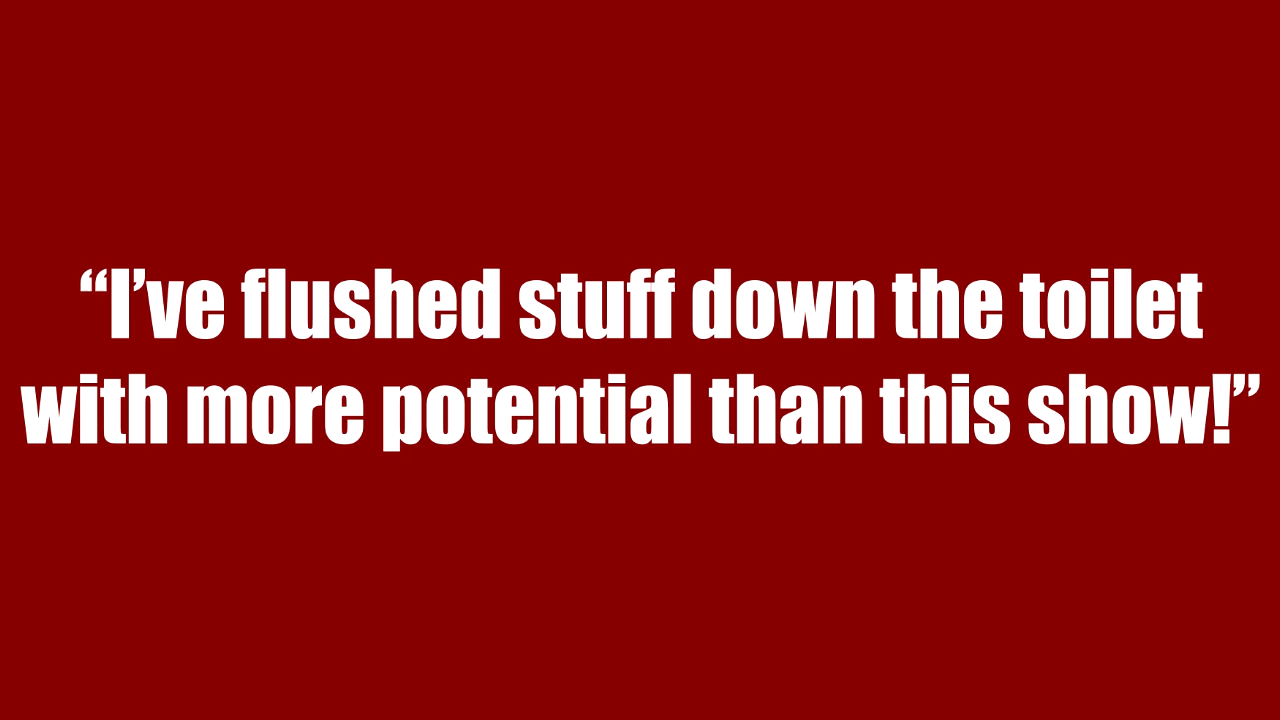 “I’ve flushed stuff down the toilet
with more potential than this show!”